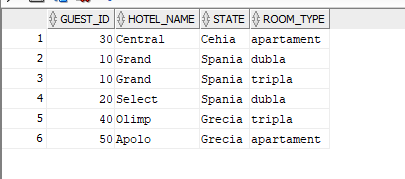 GUEST_ID HOTEL_NAME STATE ROOM_TYPE
1 30 Central Cehia apartament
2 10 Grand Spania dubla
3 10 Grand Spania tripla
4 20 Select Spania dubla
5 40 Olimp Grecia tripla
6 50 Apolo Grecia apartament